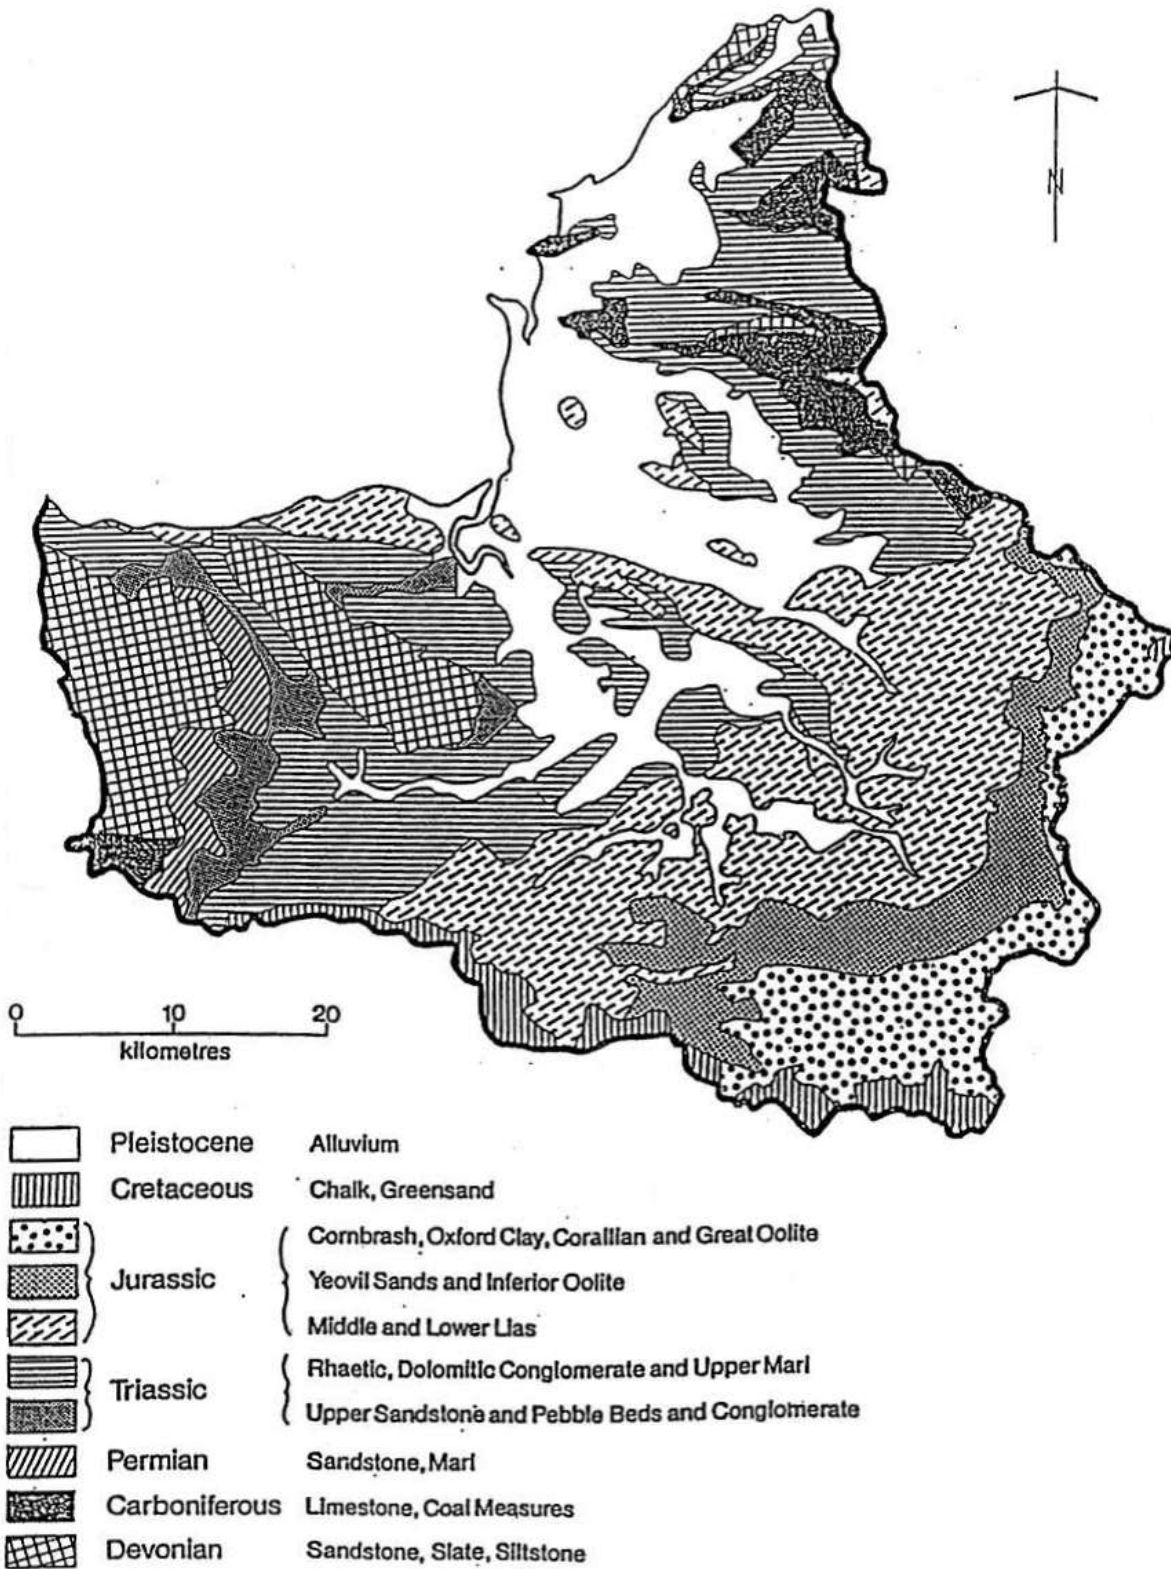 N
0 10 20
kilometres
Pleistocene Alluvium
Cretaceous Chalk, Greensand
Cornbrash, Oxford Clay, Corallian and Great Oolite
Jurassic Yeovil Sands and Inferior Oolite
Middle and Lower Lias
Rhaetic, Dolomitic Conglomerate and Upper Marl
Triassic
Upper Sandstone and Pebble Beds and Conglomerate
Permian Sandstone, Marl
Carboniferous Limestone, Coal Measures
Devonian Sandstone, Slate, Siltstone